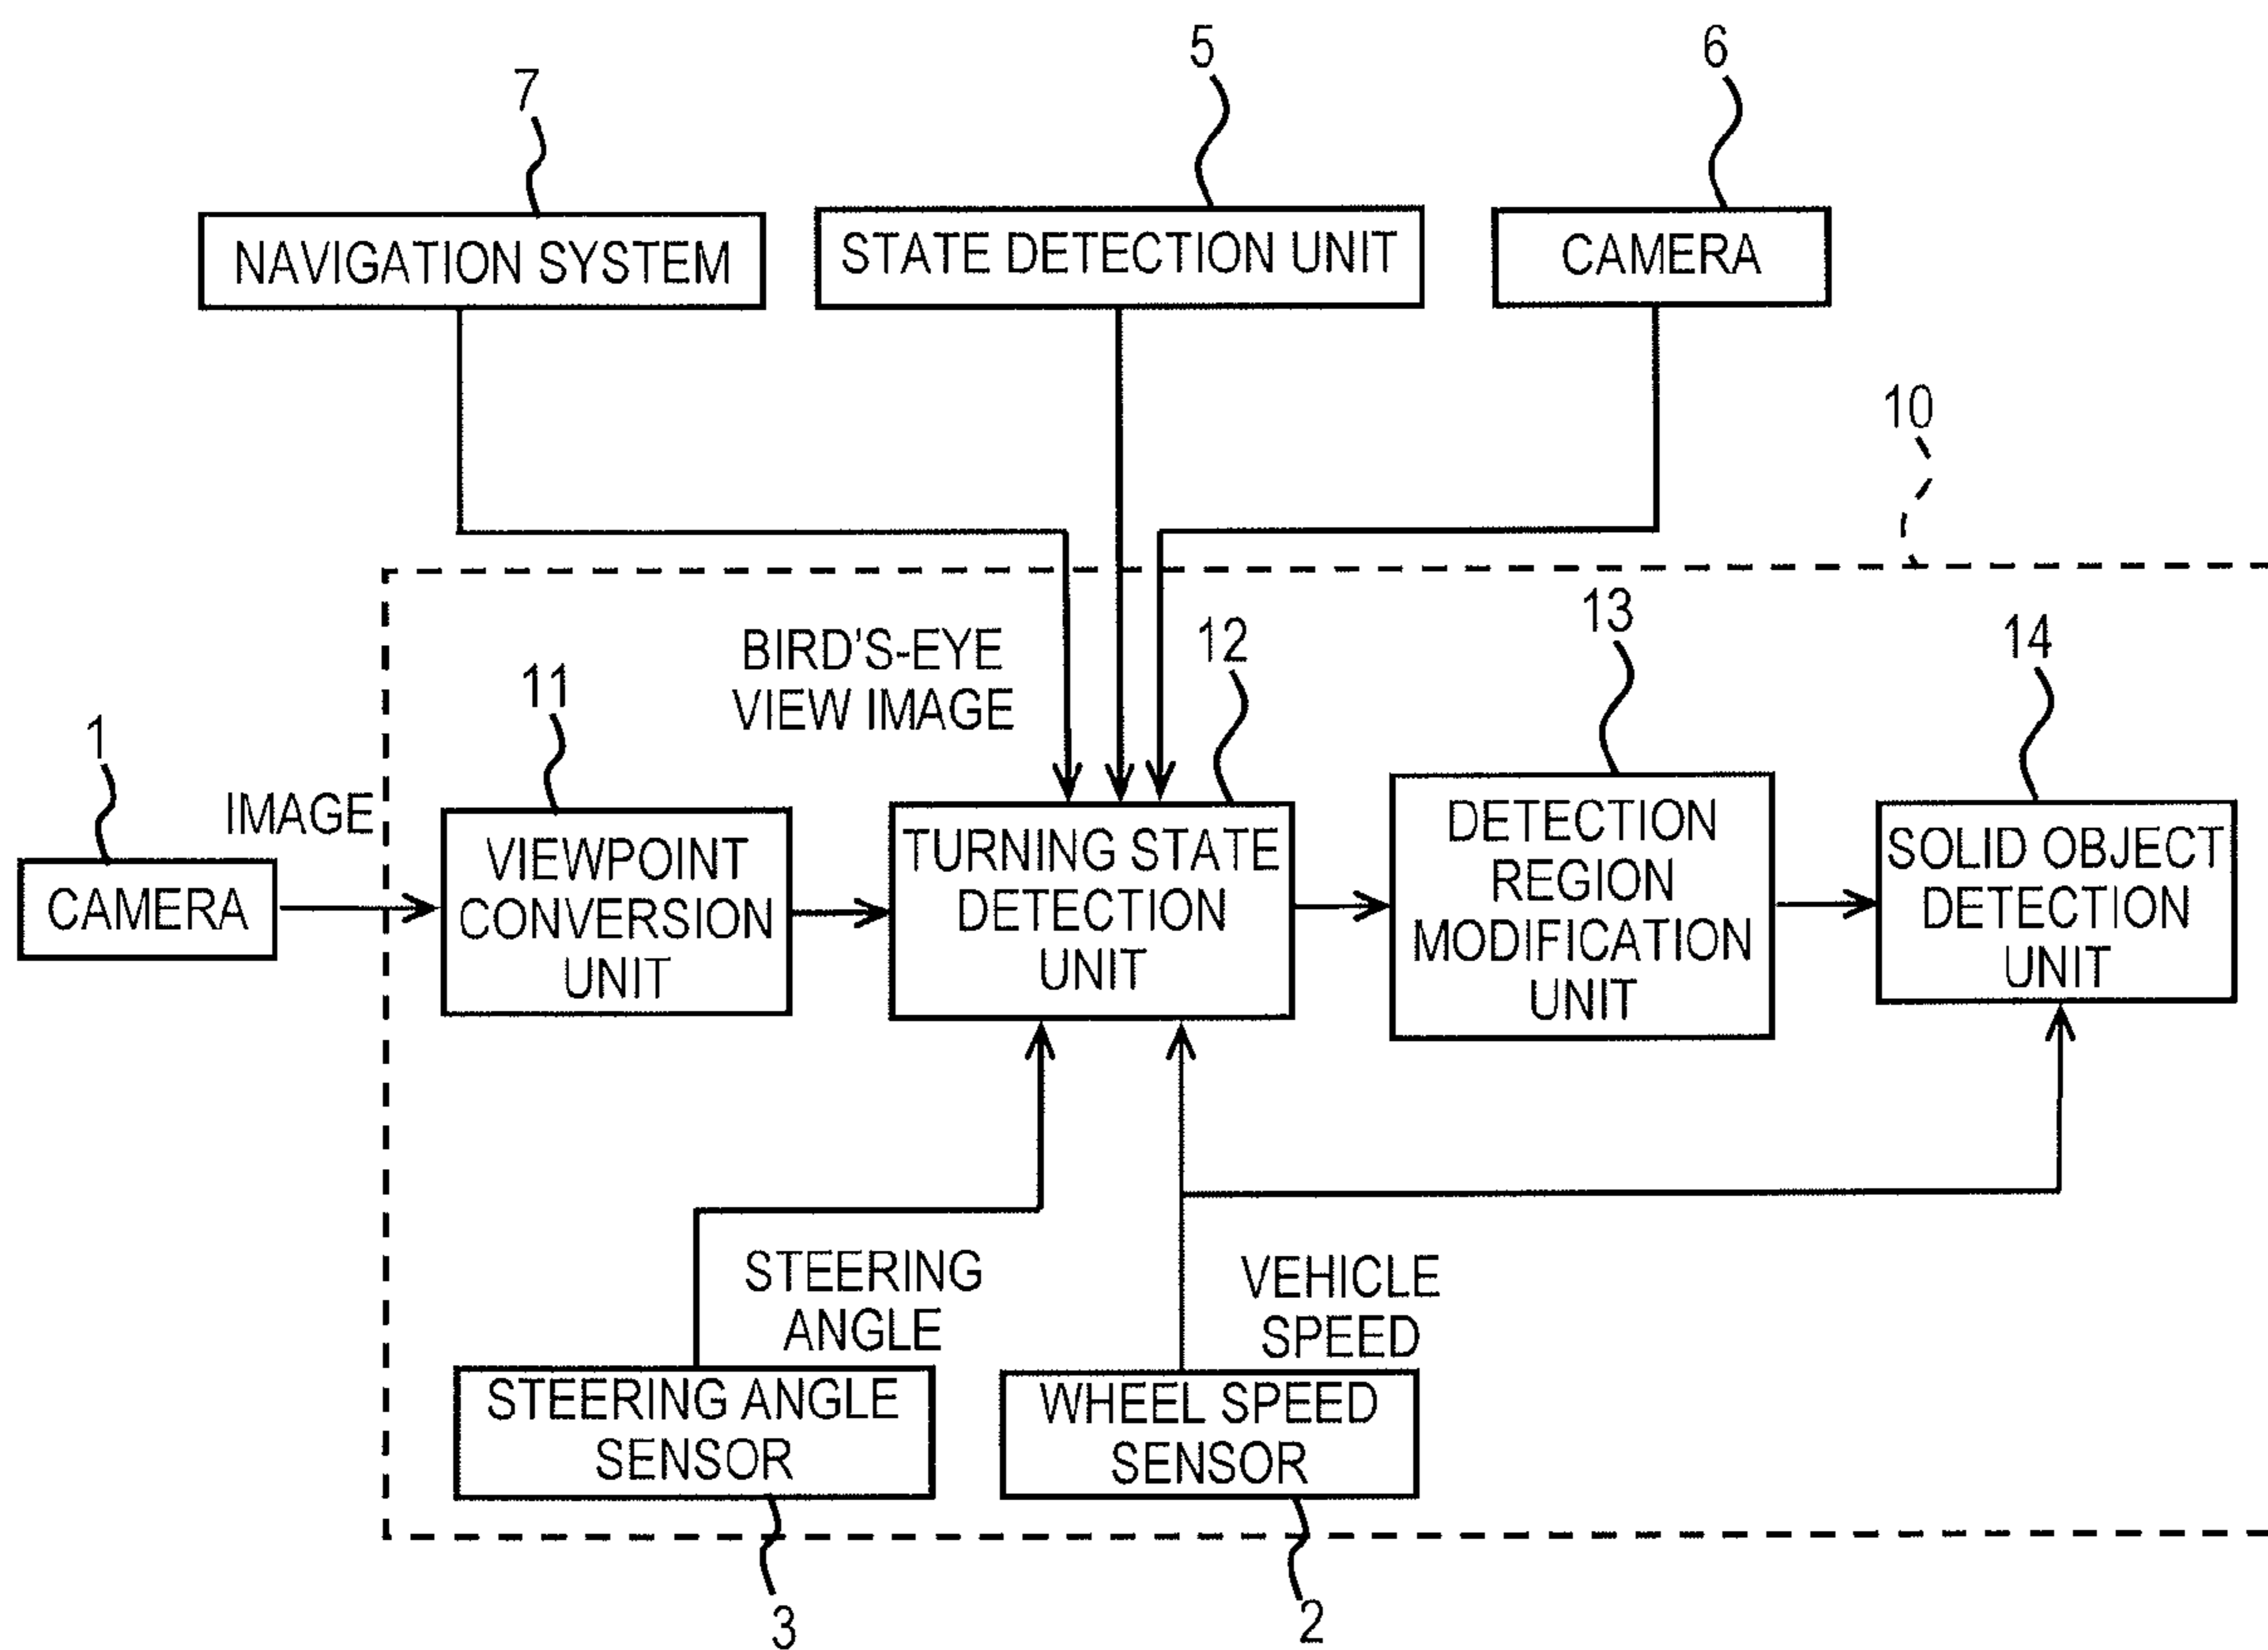 5
6
7
NAVIGATION SYSTEM
STATE DETECTION UNIT
CAMERA
10
BIRD'S-EYE
VIEW IMAGE
12
13
14
11
1
IMAGE
CAMERA
VIEWPOINT
CONVERSION
UNIT
TURNING STATE
DETECTION
UNIT
DETECTION
REGION
MODIFICATION
UNIT
SOLID OBJECT
DETECTION
UNIT
STEERING
ANGLE
VEHICLE
SPEED
STEERING ANGLE
SENSOR
WHEEL SPEED
SENSOR
3
2